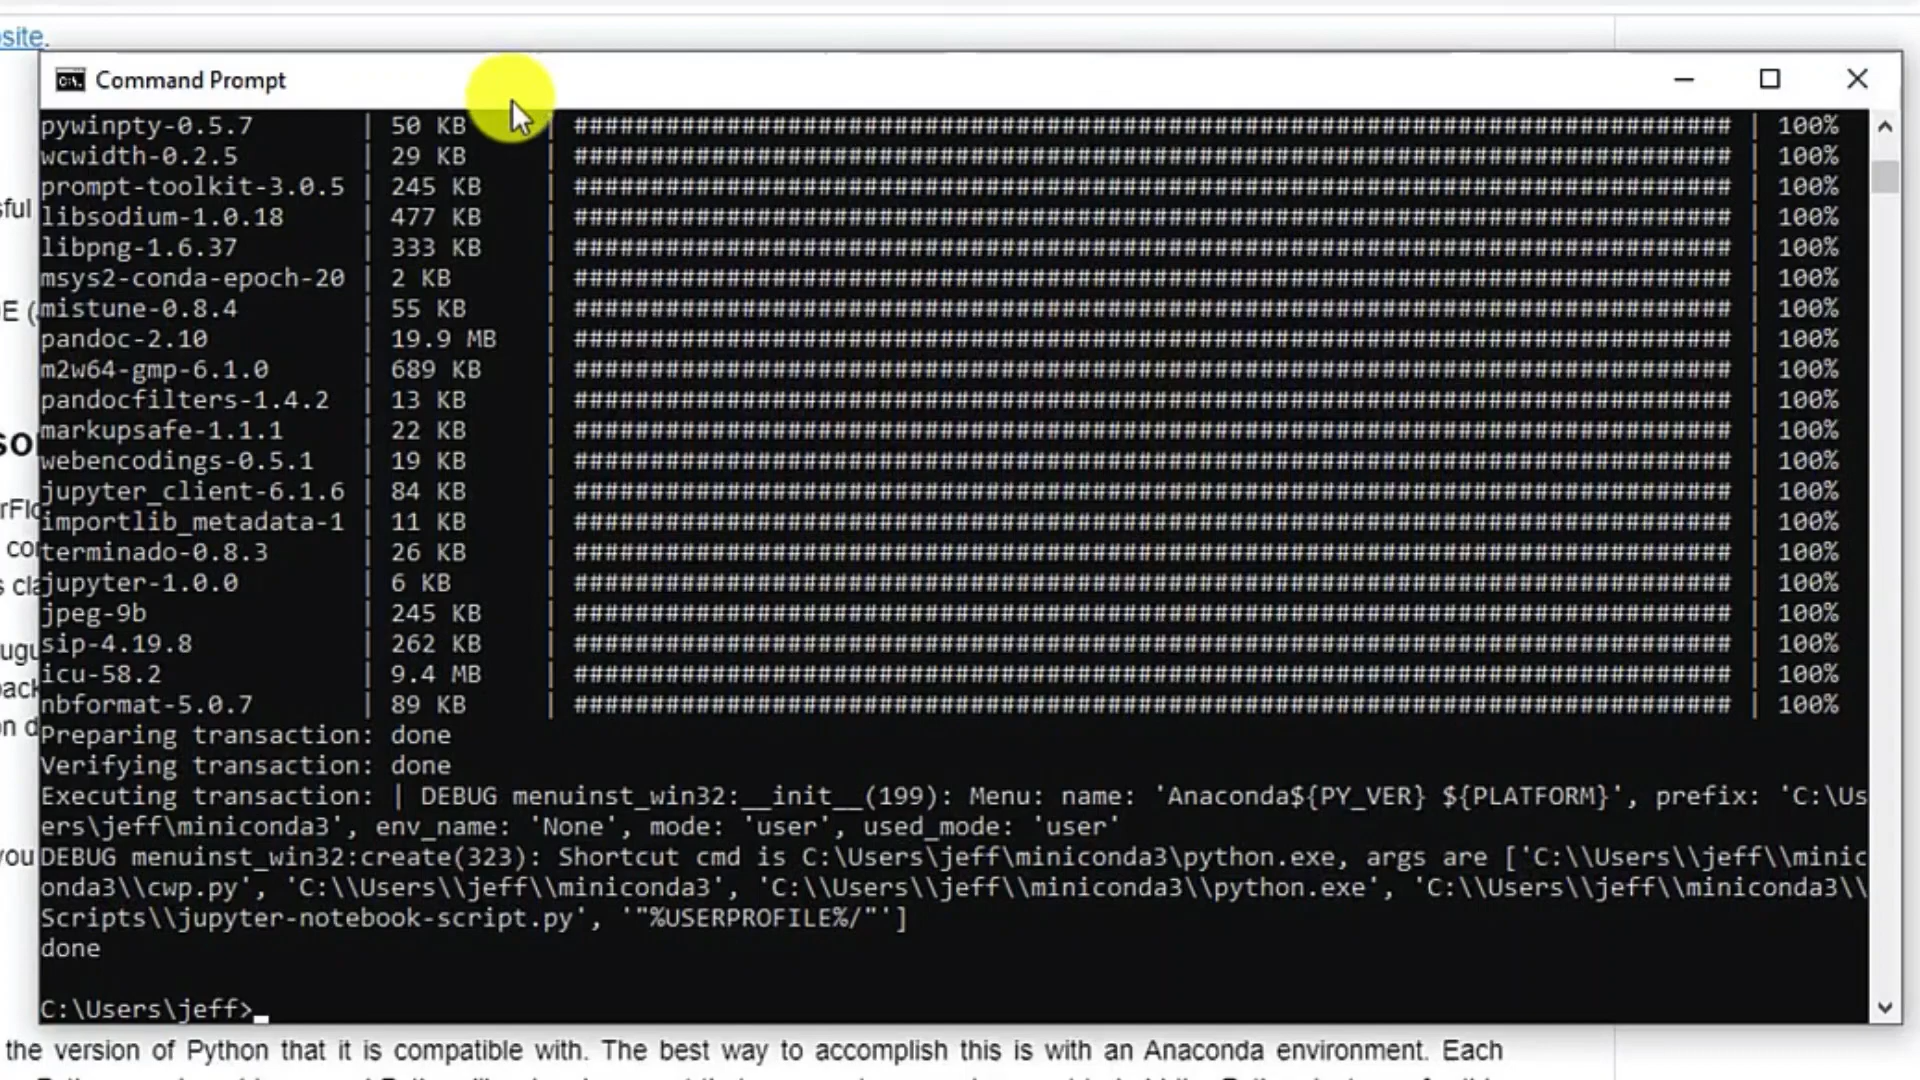 site.
Command Prompt
pywinpty-0.5.7 | 50 KB | ############################################################################ | 100%
wcwidth-0.2.5 | 29 KB | ############################################################################ | 100%
prompt-toolkit-3.0.5 | 245 KB | ############################################################################ | 100%
libsodium-1.0.18 | 477 KB | ############################################################################ | 100%
libpng-1.6.37 | 333 KB | ############################################################################ | 100%
msys2-conda-epoch-20 | 2 KB | ############################################################################ | 100%
mistune-0.8.4 | 55 KB | ############################################################################ | 100%
pandoc-2.10 | 19.9 MB | ############################################################################ | 100%
m2w64-gmp-6.1.0 | 689 KB | ############################################################################ | 100%
pandocfilters-1.4.2 | 13 KB | ############################################################################ | 100%
markupsafe-1.1.1 | 22 KB | ############################################################################ | 100%
webencodings-0.5.1 | 19 KB | ############################################################################ | 100%
jupyter_client-6.1.6 | 84 KB | ############################################################################ | 100%
importlib_metadata-1 | 11 KB | ############################################################################ | 100%
terminado-0.8.3 | 26 KB | ############################################################################ | 100%
jupyter-1.0.0 | 6 KB | ############################################################################ | 100%
jpeg-9b | 245 KB | ############################################################################ | 100%
sip-4.19.8 | 262 KB | ############################################################################ | 100%
icu-58.2 | 9.4 MB | ############################################################################ | 100%
nbformat-5.0.7 | 89 KB | ############################################################################ | 100%
Preparing transaction: done
Verifying transaction: done
Executing transaction: | DEBUG menuinst_win32:__init__(199): Menu: name: 'Anaconda${PY_VER} ${PLATFORM}', prefix: 'C:\Us
ers\jeff\miniconda3', env_name: 'None', mode: 'user', used_mode: 'user'
DEBUG menuinst_win32:create(323): Shortcut cmd is C:\Users\jeff\miniconda3\python.exe, args are ['C:\\Users\\jeff\\minic
onda3\\cwp.py', 'C:\\Users\\jeff\\miniconda3', 'C:\\Users\\jeff\\miniconda3\\python.exe', 'C:\\Users\\jeff\\miniconda3\\
Scripts\\jupyter-notebook-script.py', '"%USERPROFILE%/"']
done
C:\Users\jeff>
the version of Python that it is compatible with. The best way to accomplish this is with an Anaconda environment. Each